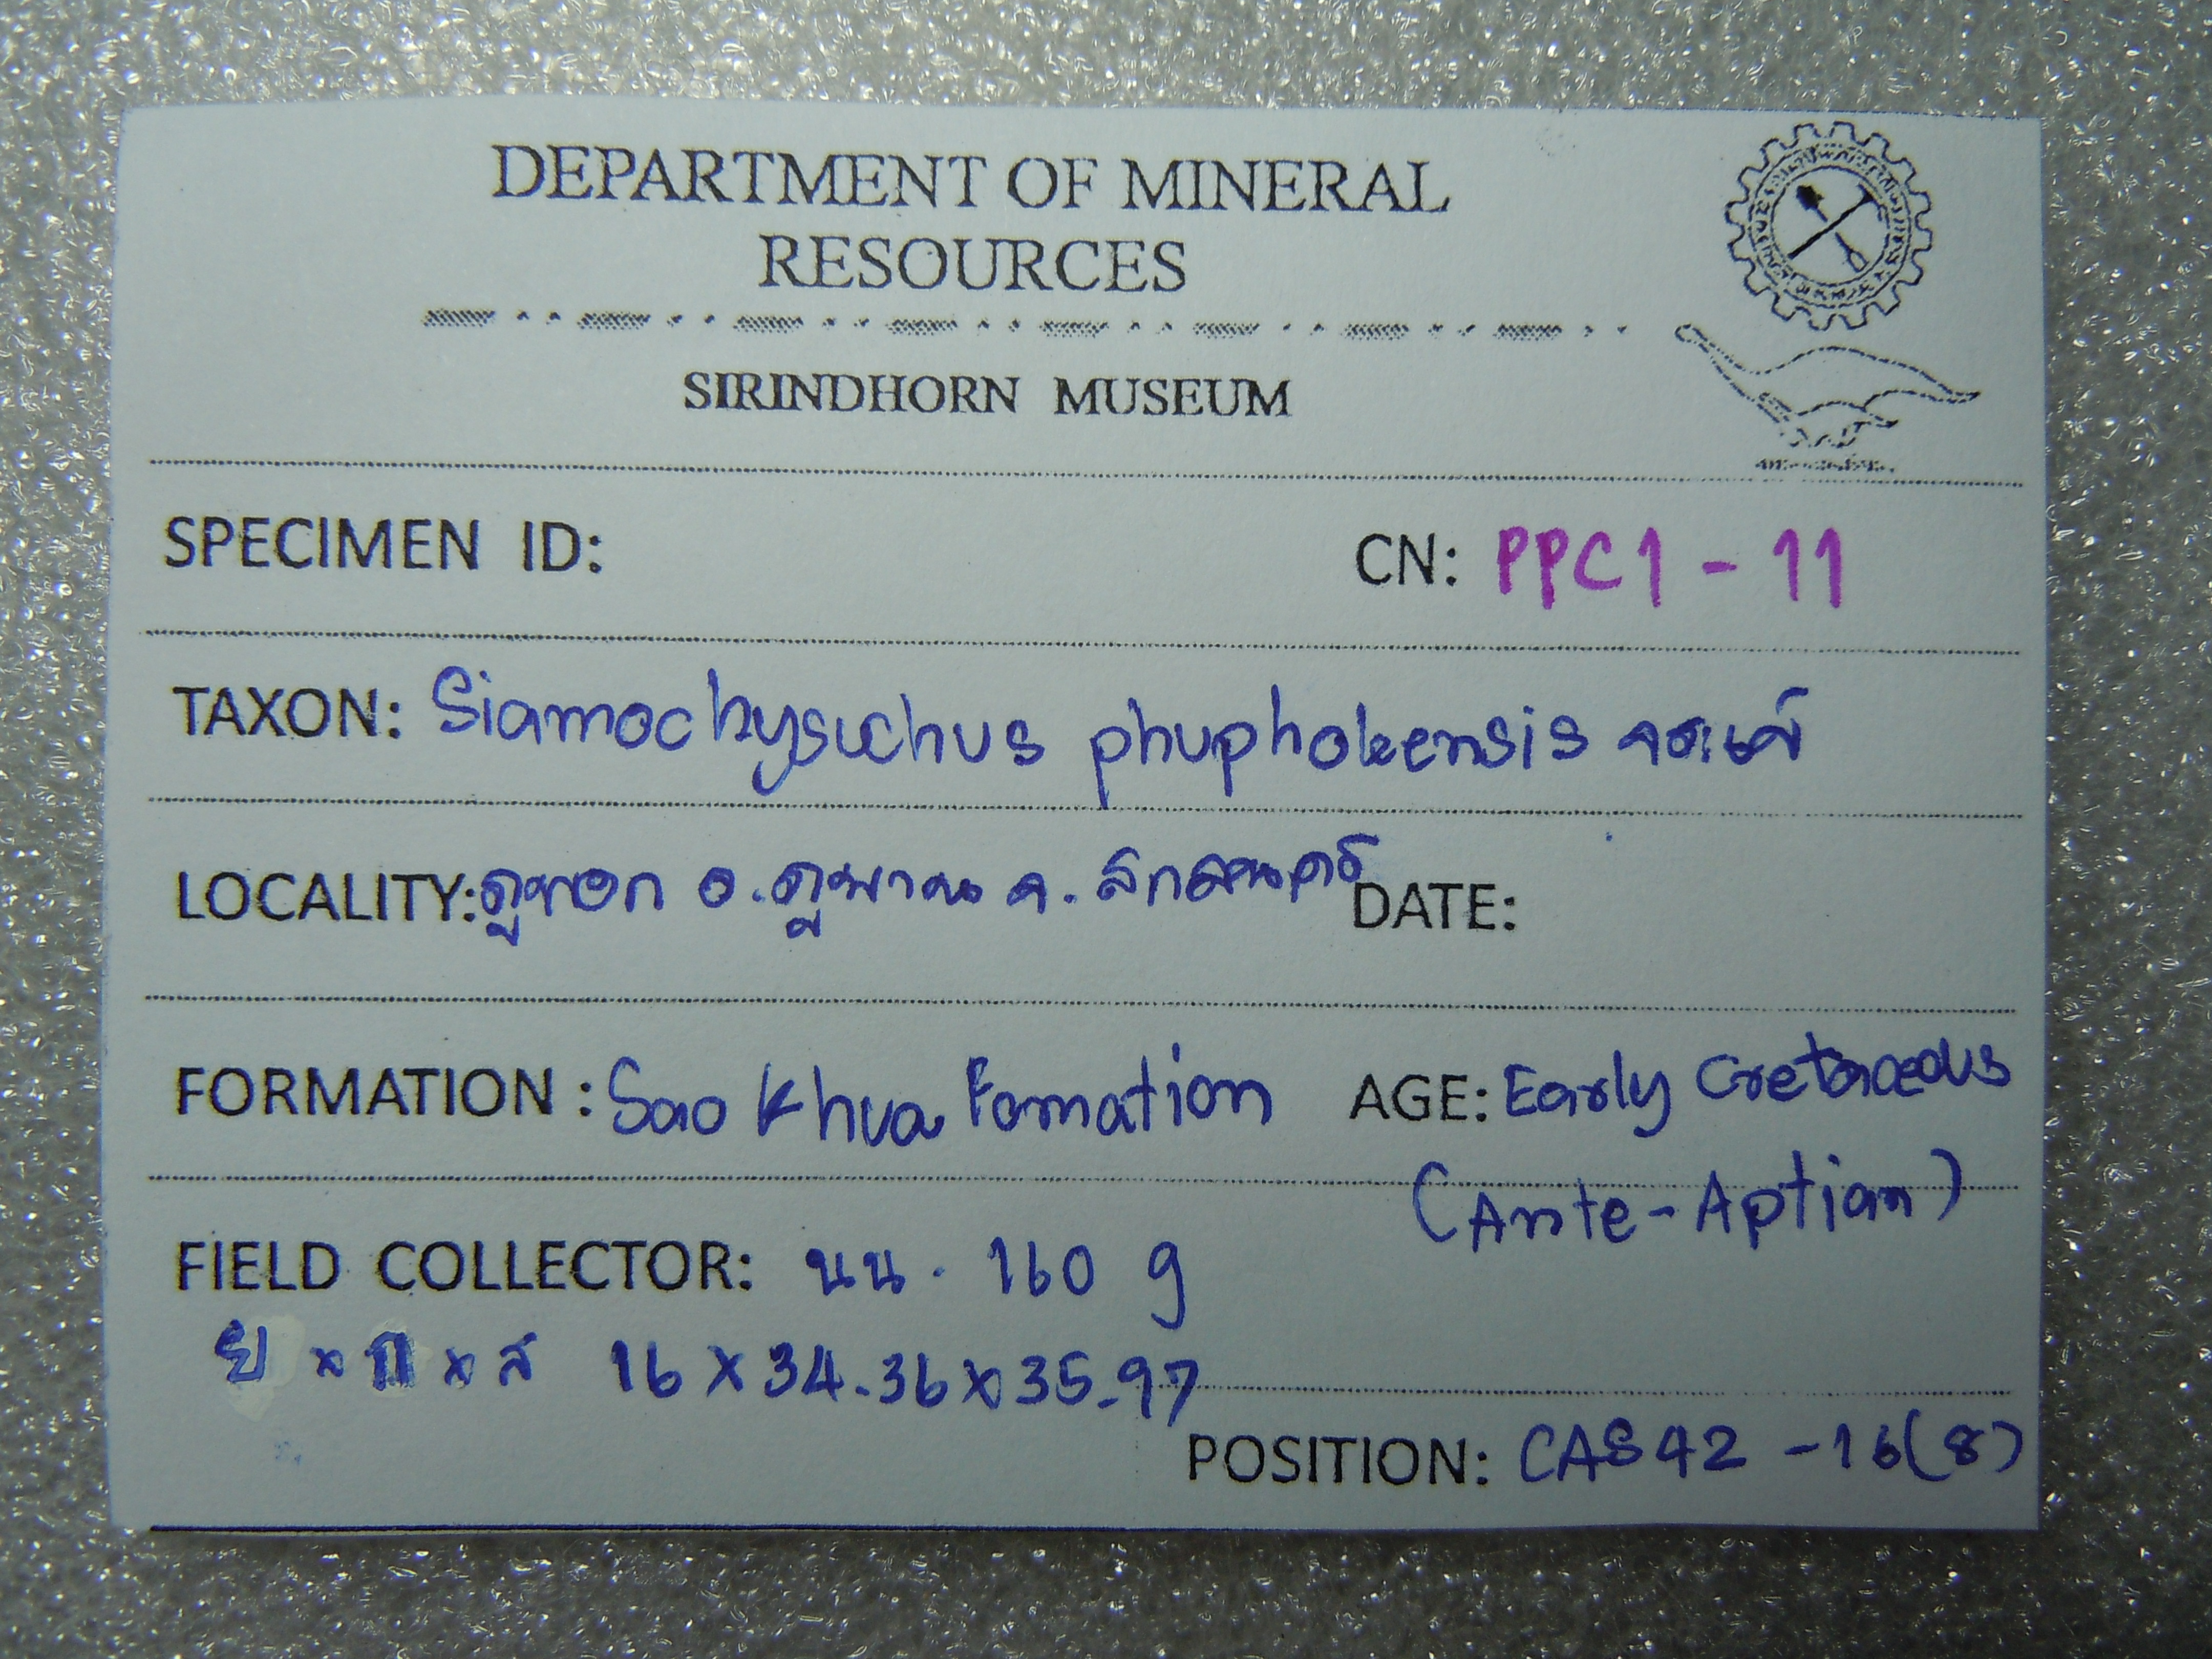 DEPARTMENT OF MINERAL
RESOURCES
SIRINDHORN MUSEUM
SPECIMEN ID: CN: PPC1-11
TAXON: Siamochysuchus phuphokensis จระเข้
LOCALITY: ภูพอก อ.ภูพาน จ.สกลนคร DATE:
FORMATION: Sao Khua Formation AGE: Early Cretaceous
(Ante-Aptian)
FIELD COLLECTOR: นน. 160 g
ย x ก x ส 16 x 34.36 x 35.97
POSITION: CAS42-16(8)